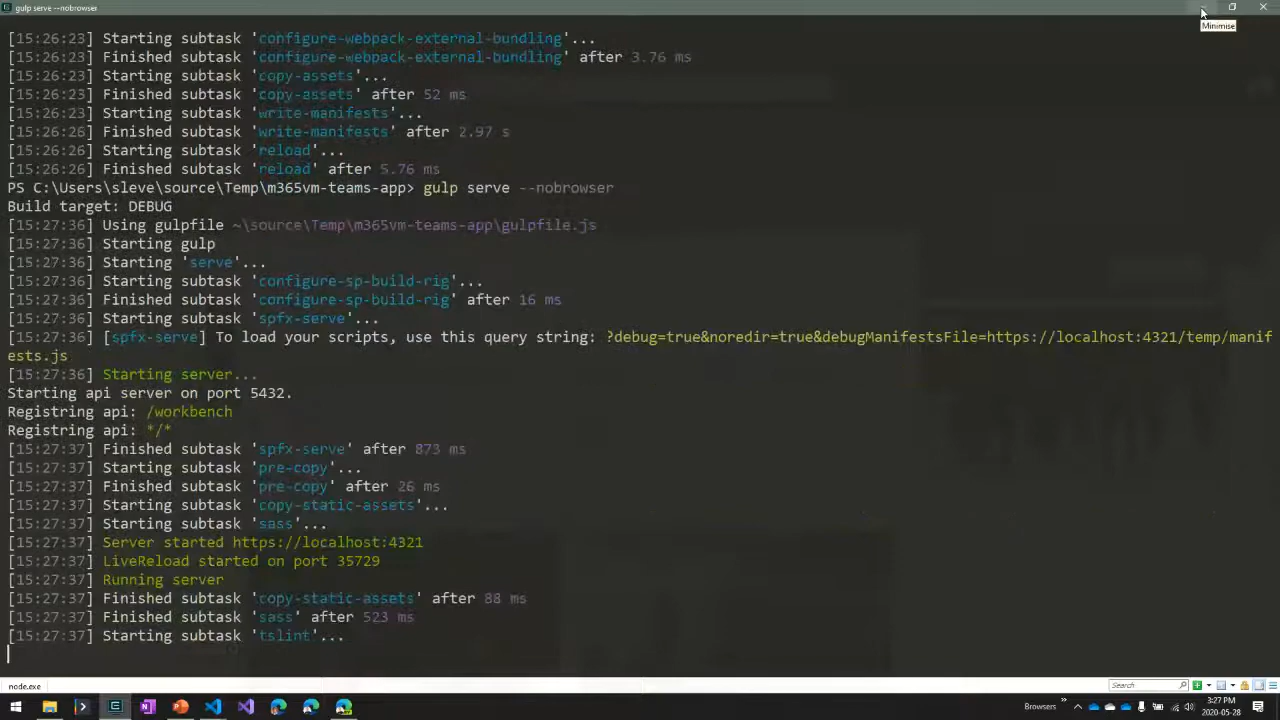 gulp serve --nobrowser
Minimise
[15:26:23] Starting subtask 'configure-webpack-external-bundling'...
[15:26:23] Finished subtask 'configure-webpack-external-bundling' after 3.76 ms
[15:26:23] Starting subtask 'copy-assets'...
[15:26:23] Finished subtask 'copy-assets' after 52 ms
[15:26:23] Starting subtask 'write-manifests'...
[15:26:26] Finished subtask 'write-manifests' after 2.97 s
[15:26:26] Starting subtask 'reload'...
[15:26:26] Finished subtask 'reload' after 5.76 ms
PS C:\Users\sleve\source\Temp\m365vm-teams-app> gulp serve --nobrowser
Build target: DEBUG
[15:27:36] Using gulpfile ~\source\Temp\m365vm-teams-app\gulpfile.js
[15:27:36] Starting gulp
[15:27:36] Starting 'serve'...
[15:27:36] Starting subtask 'configure-sp-build-rig'...
[15:27:36] Finished subtask 'configure-sp-build-rig' after 16 ms
[15:27:36] Starting subtask 'spfx-serve'...
[15:27:36] [spfx-serve] To load your scripts, use this query string: ?debug=true&noredir=true&debugManifestsFile=https://localhost:4321/temp/manif
ests.js
[15:27:36] Starting server...
Starting api server on port 5432.
Registring api: /workbench
Registring api: */*
[15:27:37] Finished subtask 'spfx-serve' after 873 ms
[15:27:37] Starting subtask 'pre-copy'...
[15:27:37] Finished subtask 'pre-copy' after 26 ms
[15:27:37] Starting subtask 'copy-static-assets'...
[15:27:37] Starting subtask 'sass'...
[15:27:37] Server started https://localhost:4321
[15:27:37] LiveReload started on port 35729
[15:27:37] Running server
[15:27:37] Finished subtask 'copy-static-assets' after 88 ms
[15:27:37] Finished subtask 'sass' after 523 ms
[15:27:37] Starting subtask 'tslint'...
node.exe
Search
Browsers
3:27 PM
2020-05-28